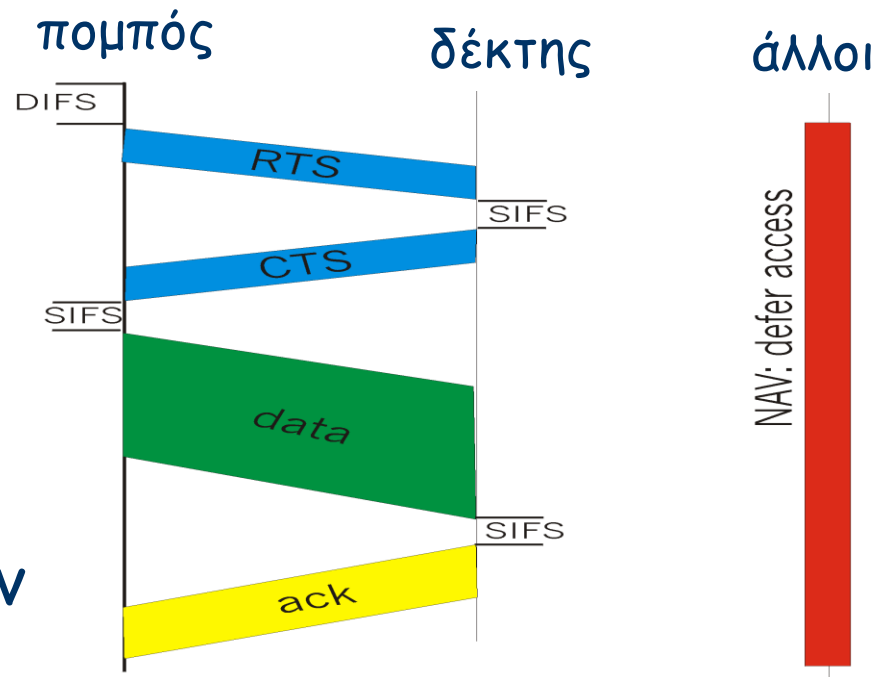 πομπός
δέκτης
άλλοι
DIFS
RTS
SIFS
CTS
SIFS
NAV: defer access
data
SIFS
ack
ν